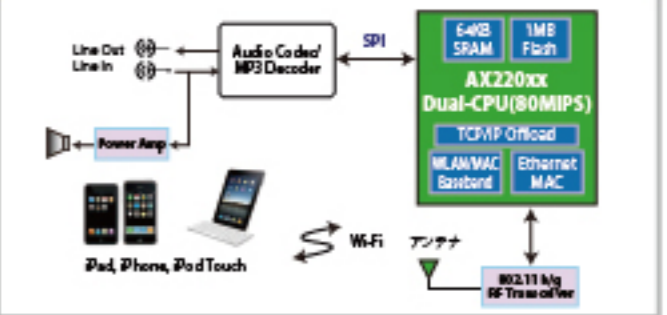 Line Out
Line In
Audio Codec/
MP3 Decoder
SPI
64KB
SRAM
1MB
Flash
AX220xx
Dual-CPU(80MIPS)
TCP/IP Offload
WLAN/MAC
Baseband
Ethernet
MAC
Power Amp
iPad, iPhone, iPod Touch
Wi-Fi
アンテナ
802.11 b/g
RF Transceiver